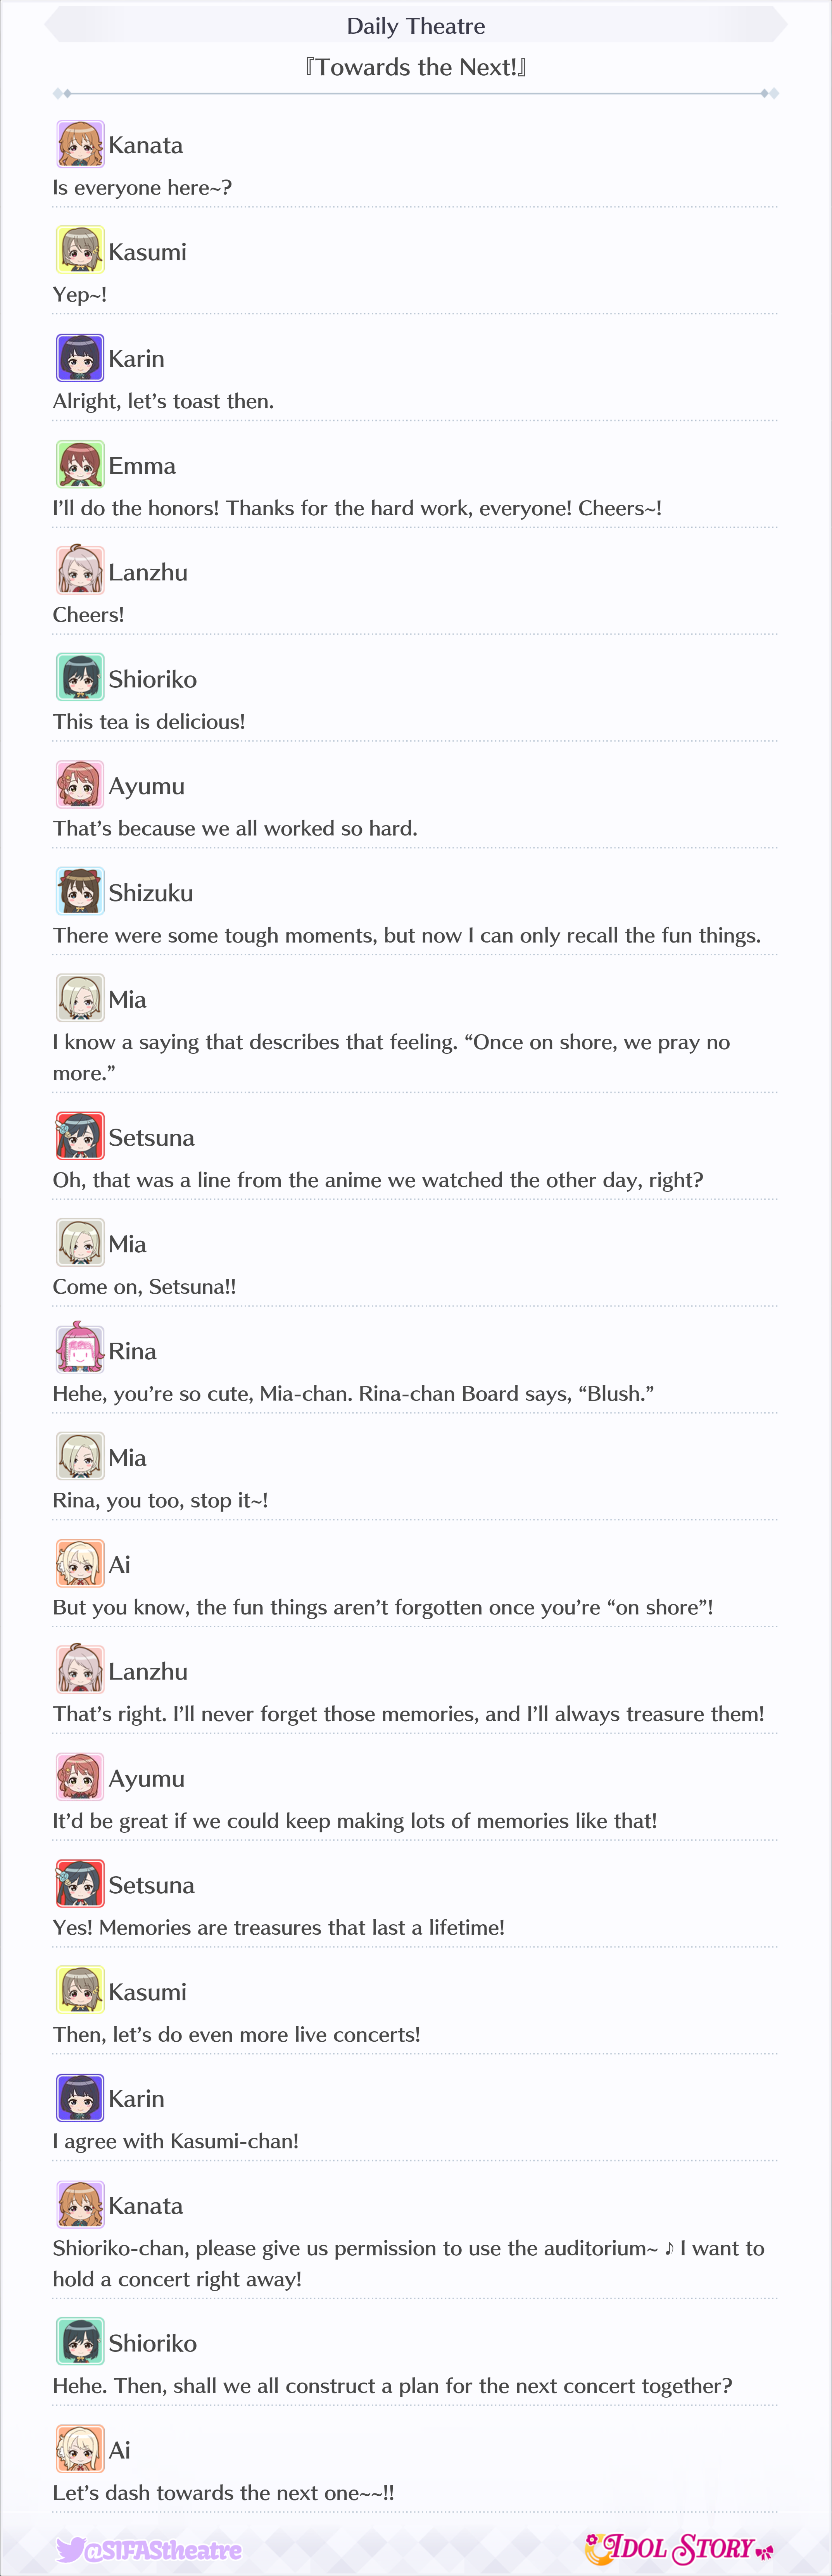 Daily Theatre
『Towards the Next!』
Kanata
Is everyone here~?
Kasumi
Yep~!
Karin
Alright, let’s toast then.
Emma
I’ll do the honors! Thanks for the hard work, everyone! Cheers~!
Lanzhu
Cheers!
Shioriko
This tea is delicious!
Ayumu
That’s because we all worked so hard.
Shizuku
There were some tough moments, but now I can only recall the fun things.
Mia
I know a saying that describes that feeling. “Once on shore, we pray no
more.”
Setsuna
Oh, that was a line from the anime we watched the other day, right?
Mia
Come on, Setsuna!!
Rina
Hehe, you’re so cute, Mia-chan. Rina-chan Board says, “Blush.”
Mia
Rina, you too, stop it~!
Ai
But you know, the fun things aren’t forgotten once you’re “on shore”!
Lanzhu
That’s right. I’ll never forget those memories, and I’ll always treasure them!
Ayumu
It’d be great if we could keep making lots of memories like that!
Setsuna
Yes! Memories are treasures that last a lifetime!
Kasumi
Then, let’s do even more live concerts!
Karin
I agree with Kasumi-chan!
Kanata
Shioriko-chan, please give us permission to use the auditorium~ ♪ I want to
hold a concert right away!
Shioriko
Hehe. Then, shall we all construct a plan for the next concert together?
Ai
Let’s dash towards the next one~~!!
@SIFAStheatre
IDOL STORY